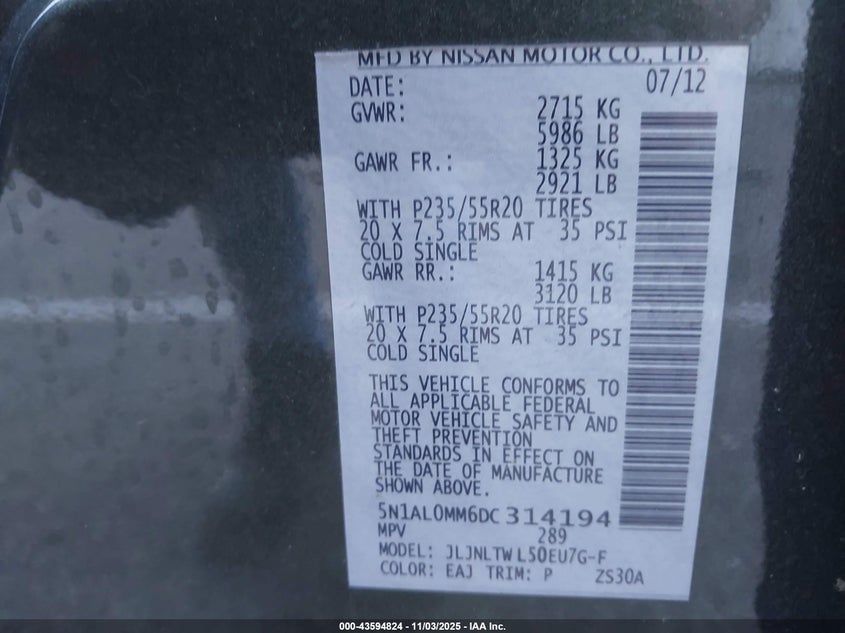 MFD BY NISSAN MOTOR CO., LTD.
DATE: 07/12
GVWR: 2715 KG
5986 LB
GAWR FR.: 1325 KG
2921 LB
WITH P235/55R20 TIRES
20 X 7.5 RIMS AT 35 PSI
COLD SINGLE
GAWR RR.: 1415 KG
3120 LB
WITH P235/55R20 TIRES
20 X 7.5 RIMS AT 35 PSI
COLD SINGLE
THIS VEHICLE CONFORMS TO
ALL APPLICABLE FEDERAL
MOTOR VEHICLE SAFETY AND
THEFT PREVENTION
STANDARDS IN EFFECT ON
THE DATE OF MANUFACTURE
SHOWN ABOVE.
5N1AL0MM6DC 314194
MPV 289
MODEL: JLJNLTW L50EU7G-F
COLOR: EAJ TRIM: P ZS30A
000-43594824 - 11/03/2025 - IAA Inc.